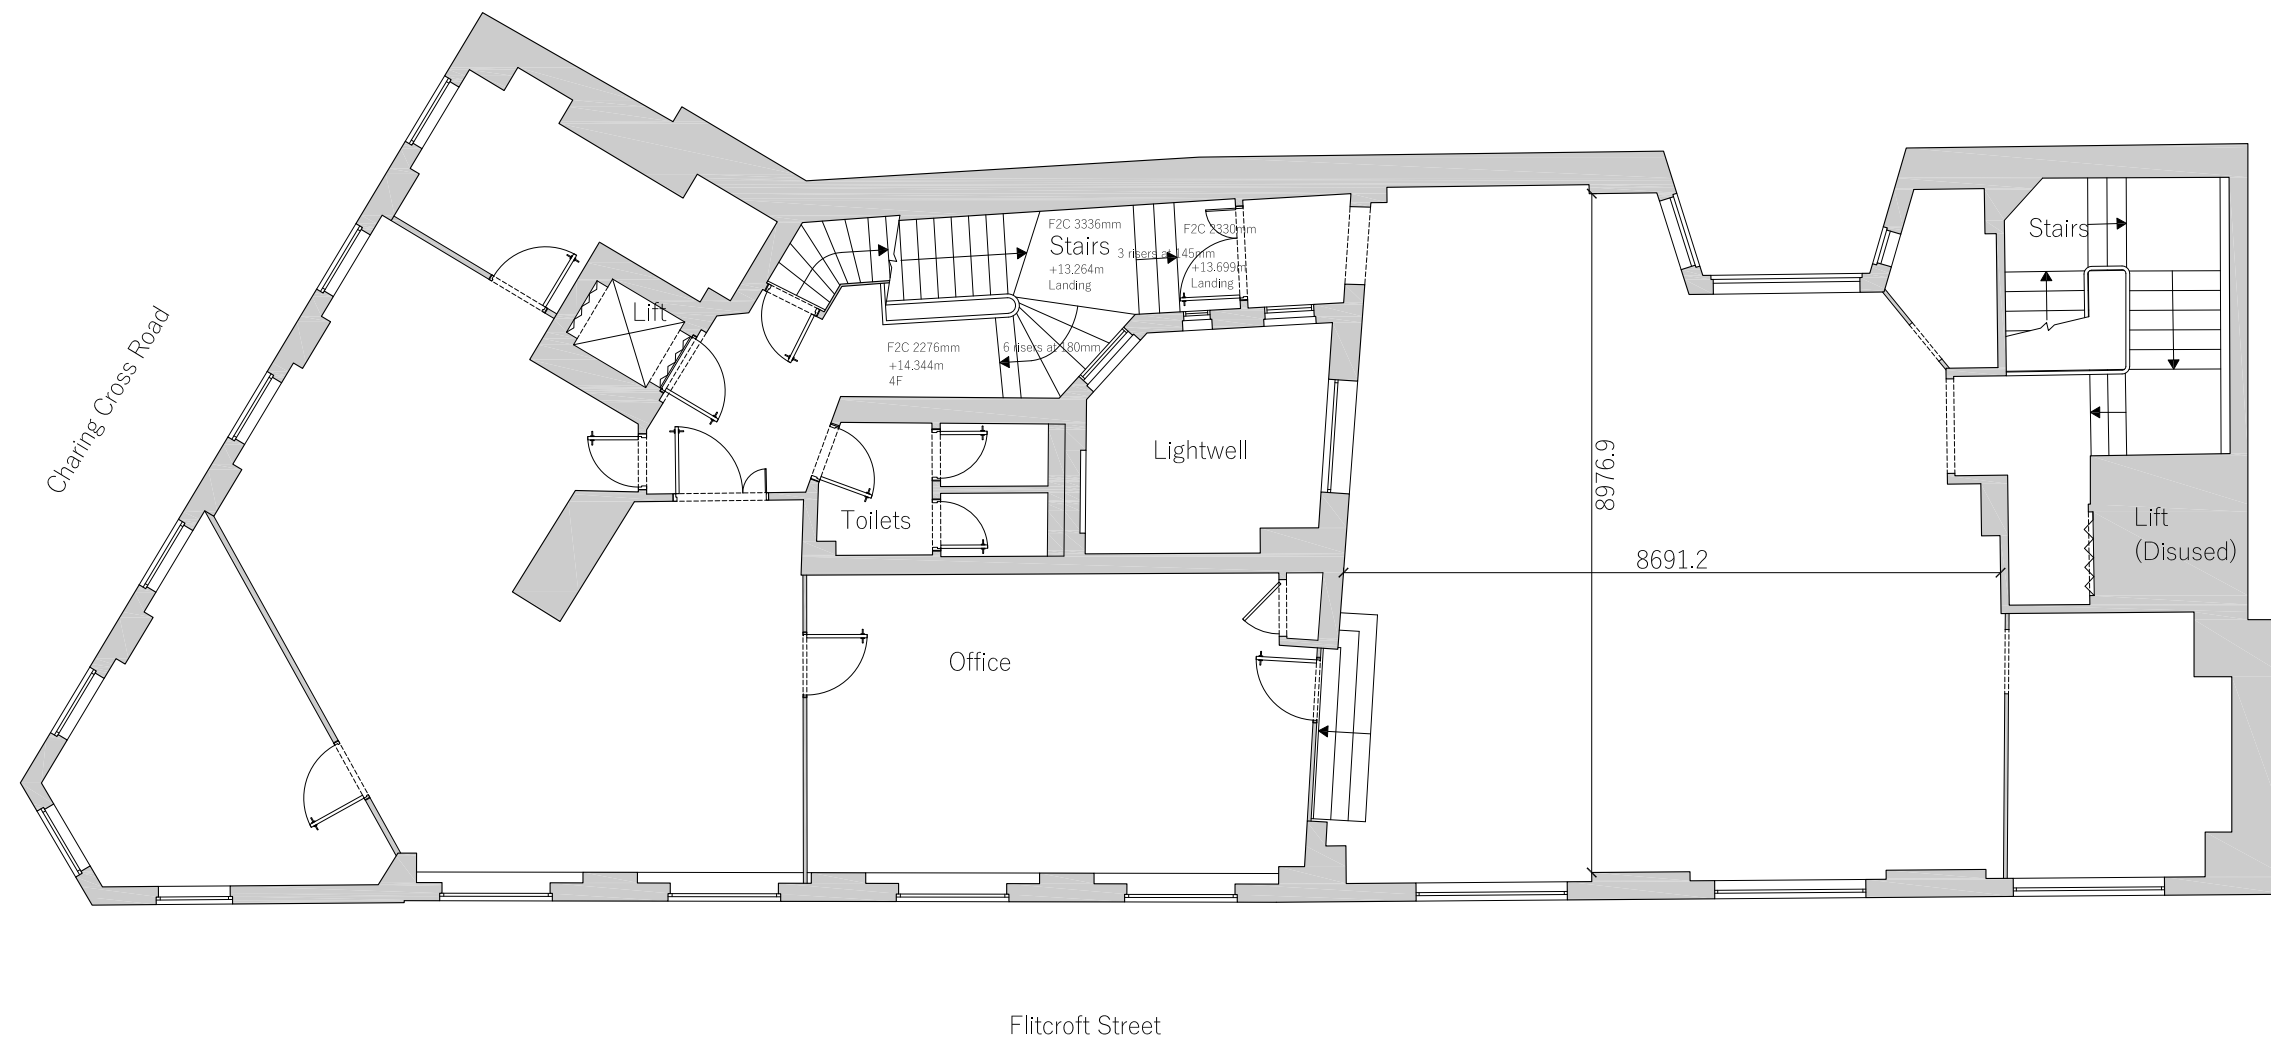 F2C 3336mm
Stairs
+13.264m
Landing
3 risers at 145mm
F2C 2330mm
+13.699m
Landing
Stairs
Lift
F2C 2276mm
+14.344m
4F
6 risers at 180mm
Charing Cross Road
Lightwell
8976.9
Toilets
8691.2
Lift
(Disused)
Office
Flitcroft Street